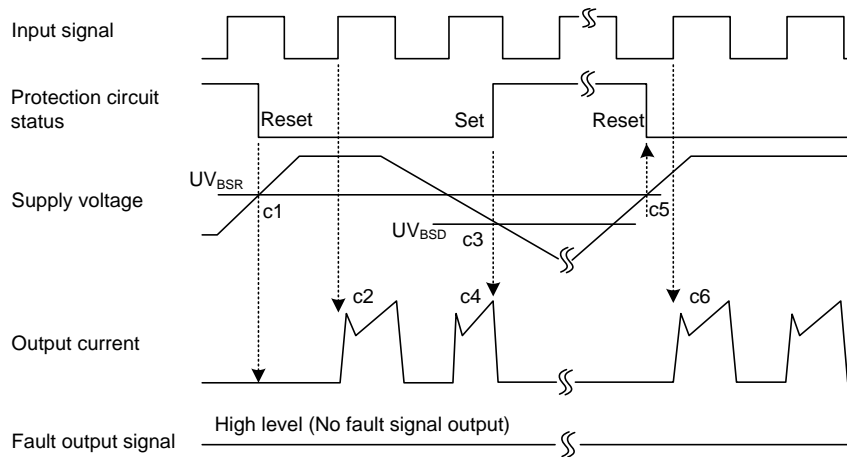 Input signal
Protection circuit
status
Reset
Set
Reset
UVBSR
Supply voltage
c1
c5
UVBSD
c3
c2
c4
c6
Output current
High level (No fault signal output)
Fault output signal